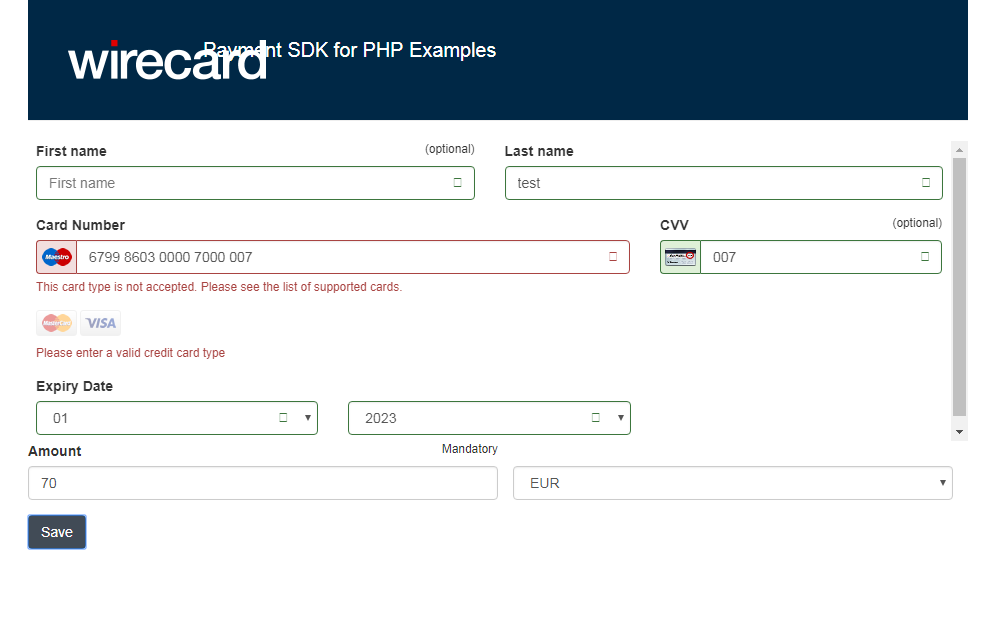 wirecard
Payment SDK for PHP Examples
First name (optional) Last name
First name test
Card Number CVV (optional)
Maestro 6799 8603 0000 7000 007 007
This card type is not accepted. Please see the list of supported cards.
MasterCard VISA
Please enter a valid credit card type
Expiry Date
01 2023
Amount Mandatory
70 EUR
Save